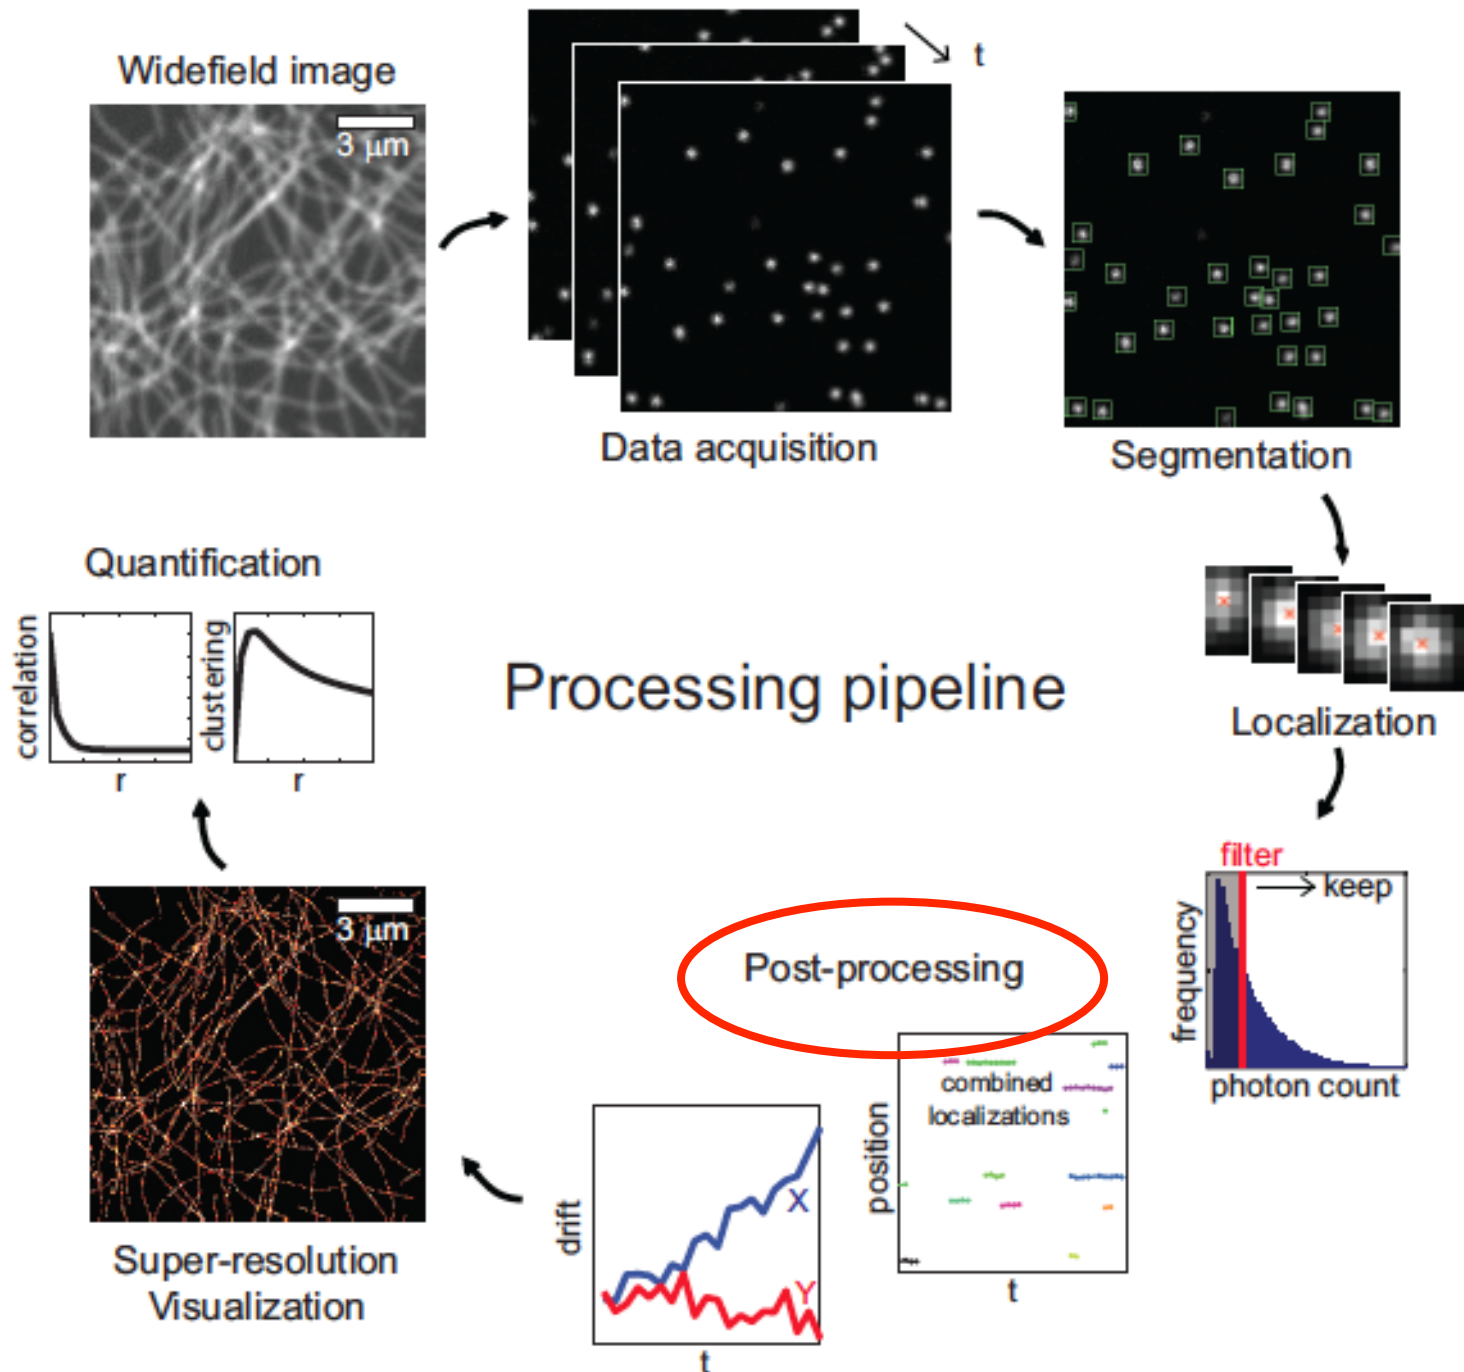 Widefield image
3 μm
t
Data acquisition
Segmentation
Localization
filter
keep
frequency
photon count
Post-processing
combined
localizations
position
t
drift
X
Y
t
Super-resolution
Visualization
3 μm
Quantification
correlation
r
clustering
r
Processing pipeline